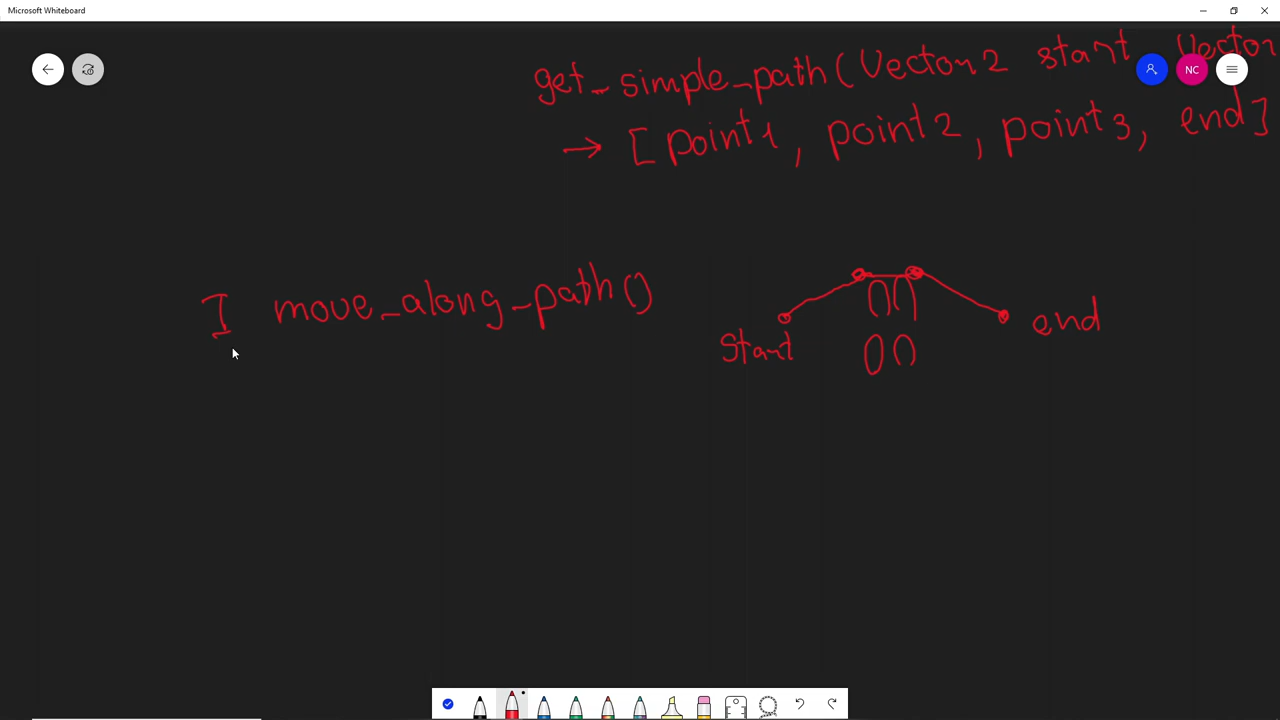 Microsoft Whiteboard
get_simple_path(Vector2 start Vector
→ [point1, point2, point3, end]
NC
I move_along_path()
start
end